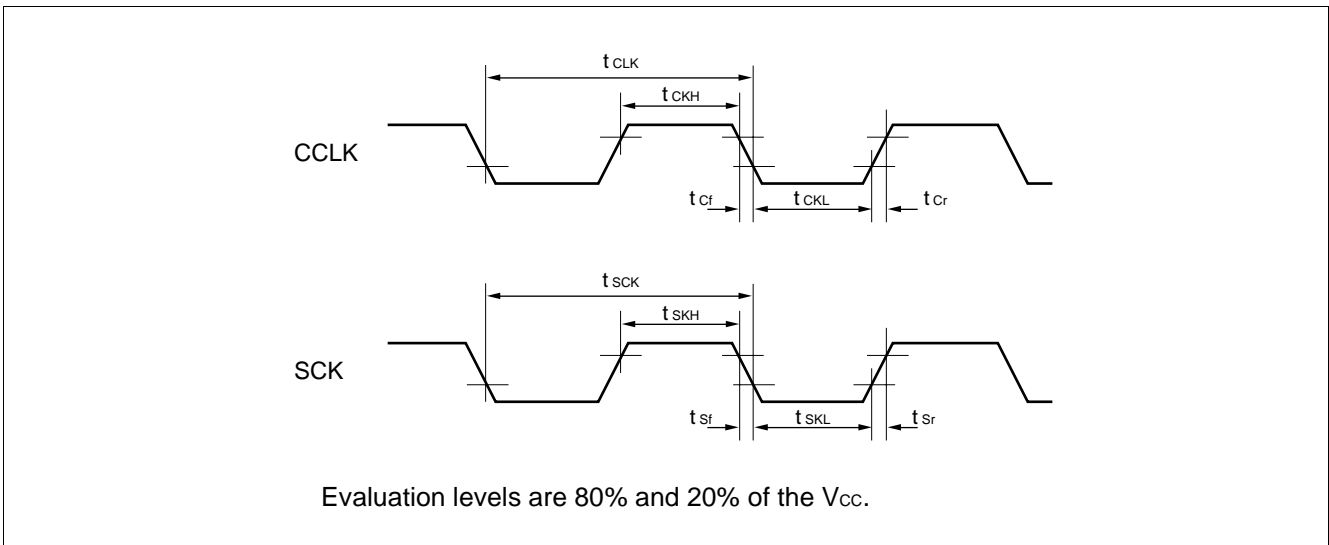 t CLK
t CKH
CCLK
t Cf
t CKL
t Cr
t SCK
t SKH
SCK
t Sf
t SKL
t Sr
Evaluation levels are 80% and 20% of the VCC.